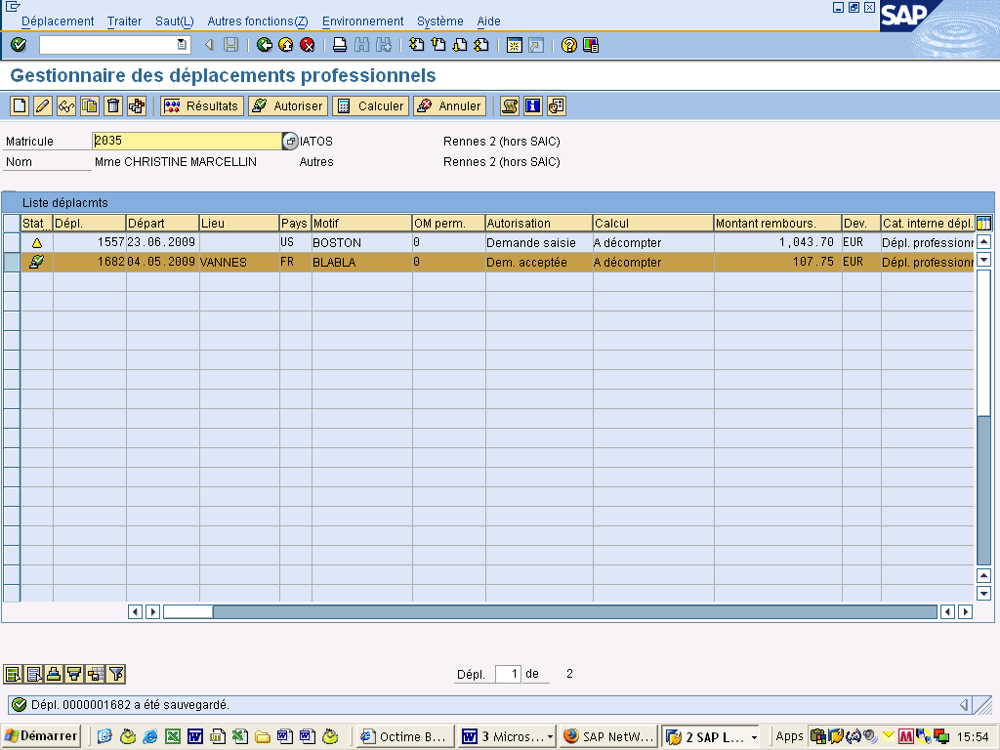 Déplacement Traiter Saut(L) Autres fonctions(Z) Environnement Système Aide
SAP
Gestionnaire des déplacements professionnels
Résultats Autoriser Calculer Annuler
Matricule 2035 IATOS Rennes 2 (hors SAIC)
Nom Mme CHRISTINE MARCELLIN Autres Rennes 2 (hors SAIC)
Liste déplacmts
Stat... Dépl. Départ Lieu Pays Motif OM perm. Autorisation Calcul Montant rembours. Dev. Cat. interne dépl.
1557 23.06.2009 US BOSTON 0 Demande saisie A décompter 1,043.70 EUR Dépl. professionn
1682 04.05.2009 VANNES FR BLABLA 0 Dem. acceptée A décompter 107.75 EUR Dépl. professionn
Dépl. 1 de 2
Dépl. 0000001682 a été sauvegardé.
Démarrer Octime B... 3 Micros... SAP NetW... 2 SAP L... Apps 15:54